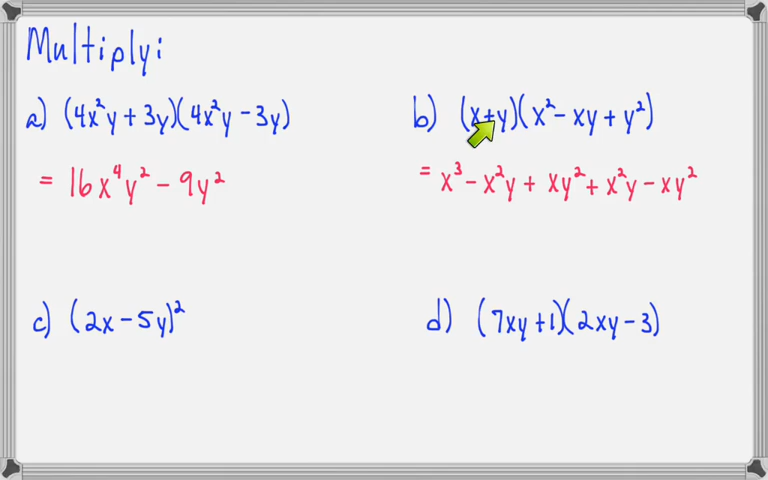 Multiply:
a) (4x²y + 3y)(4x²y - 3y)
= 16x⁴y² - 9y²
b) (x+y)(x² - xy + y²)
= x³ - x²y + xy² + x²y - xy²
c) (2x - 5y)²
d) (7xy + 1)(2xy - 3)